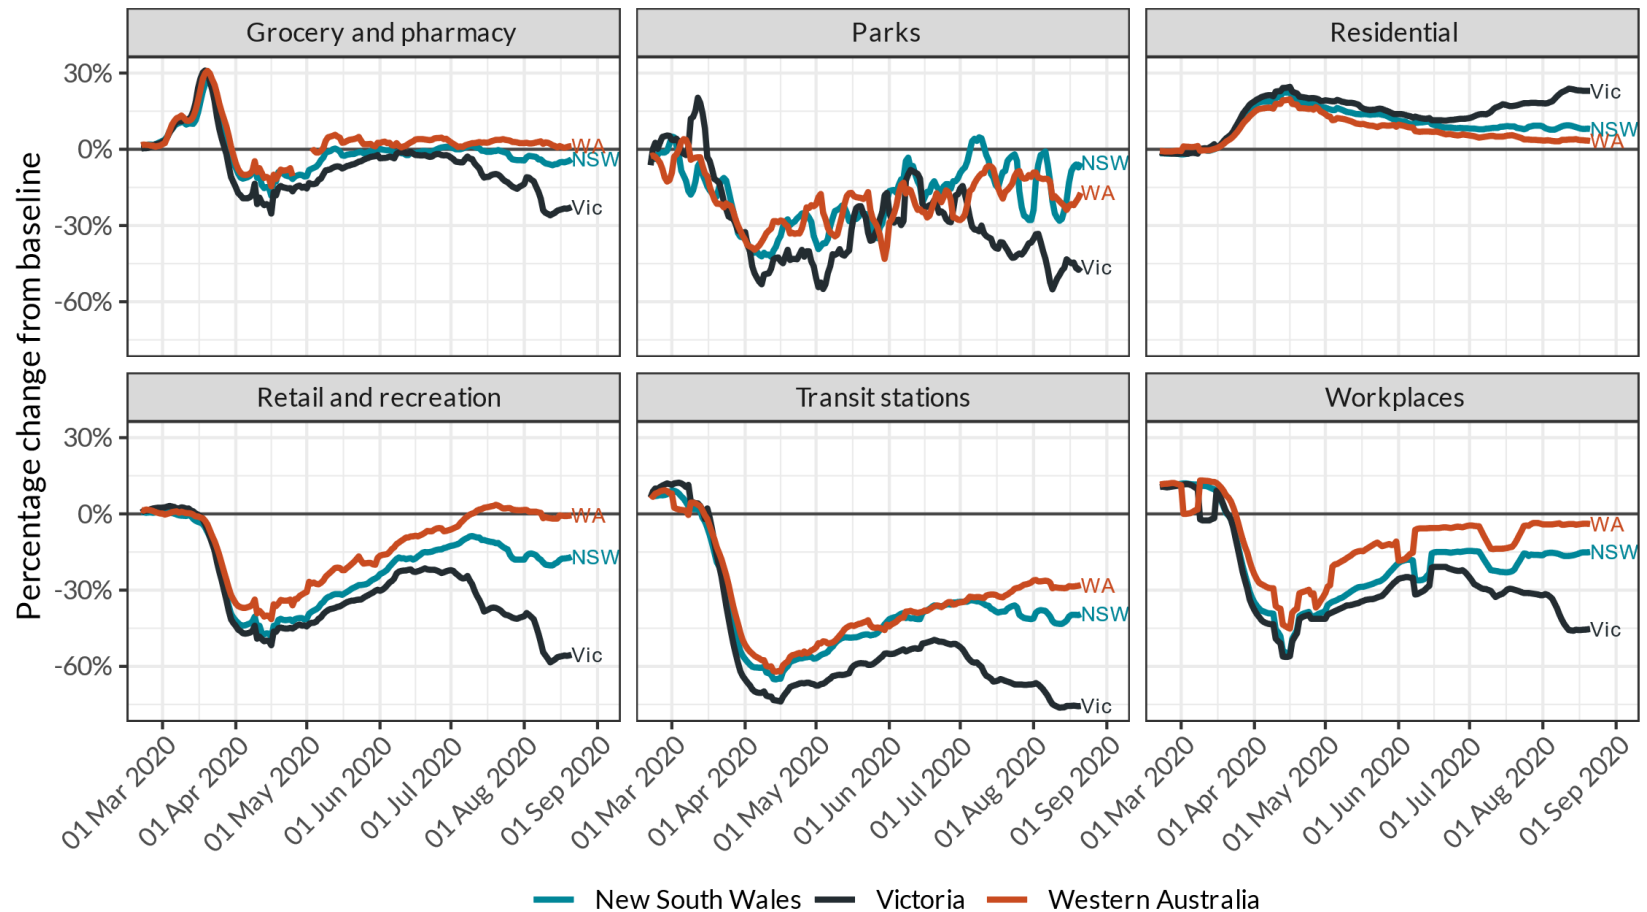 Grocery and pharmacy
Parks
Residential
Percentage change from baseline
30%
0%
-30%
-60%
WA
NSW
Vic
NSW
WA
Vic
Vic
NSW
WA
Retail and recreation
Transit stations
Workplaces
30%
0%
-30%
-60%
WA
NSW
Vic
WA
NSW
Vic
WA
NSW
Vic
01 Mar 2020
01 Apr 2020
01 May 2020
01 Jun 2020
01 Jul 2020
01 Aug 2020
01 Sep 2020
01 Mar 2020
01 Apr 2020
01 May 2020
01 Jun 2020
01 Jul 2020
01 Aug 2020
01 Sep 2020
01 Mar 2020
01 Apr 2020
01 May 2020
01 Jun 2020
01 Jul 2020
01 Aug 2020
01 Sep 2020
New South Wales Victoria Western Australia